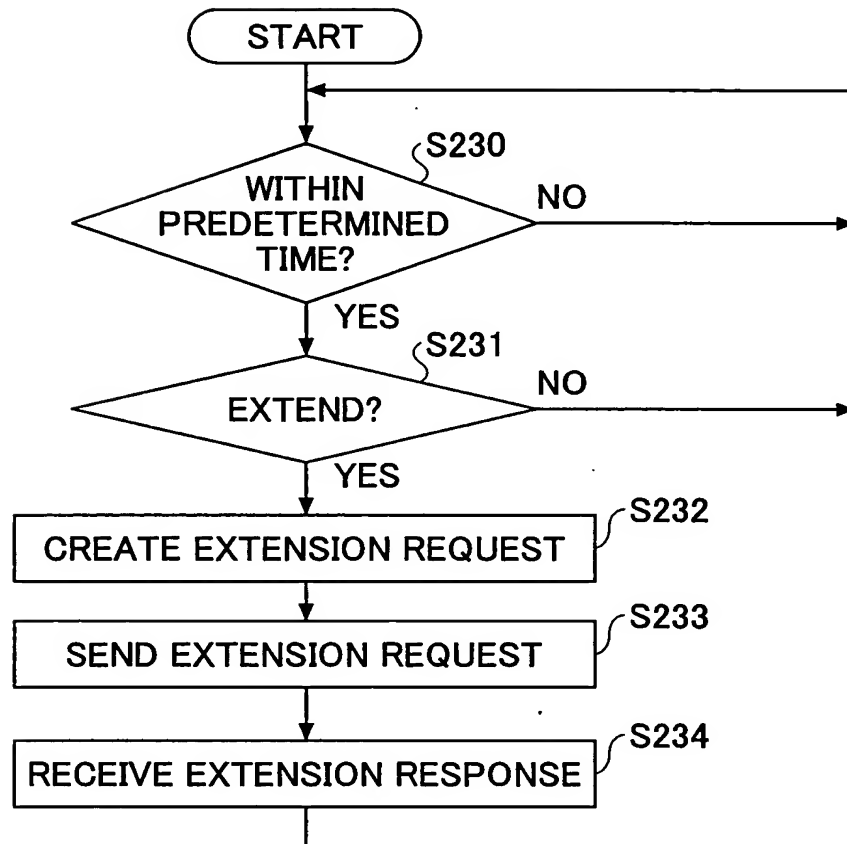 START
S230
WITHIN
PREDETERMINED
TIME?
NO
YES
S231
EXTEND?
NO
YES
S232
CREATE EXTENSION REQUEST
S233
SEND EXTENSION REQUEST
S234
RECEIVE EXTENSION RESPONSE